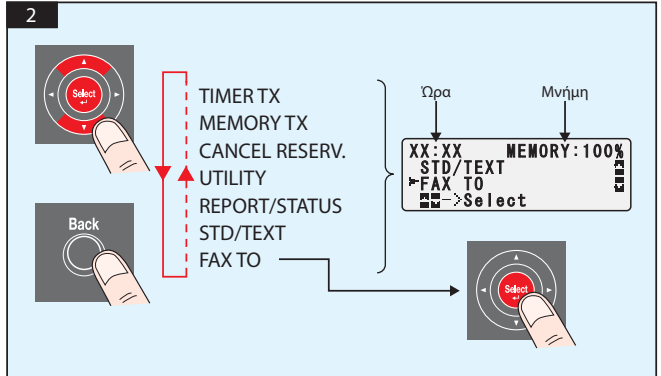 2
Select
TIMER TX
MEMORY TX
CANCEL RESERV.
UTILITY
REPORT/STATUS
STD/TEXT
FAX TO
Back
Ώρα Μνήμη
XX:XX MEMORY:100%
STD/TEXT
FAX TO
->Select
Select